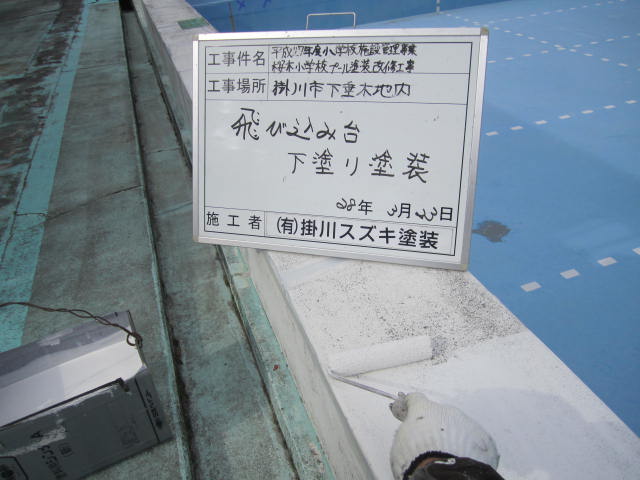 工事件名 平成27年度小学校施設管理事業
桜木小学校プール塗装改修工事
工事場所 掛川市下垂木地内
飛び込み台
下塗り塗装
28年 3月23日
施工者 (有)掛川スズキ塗装